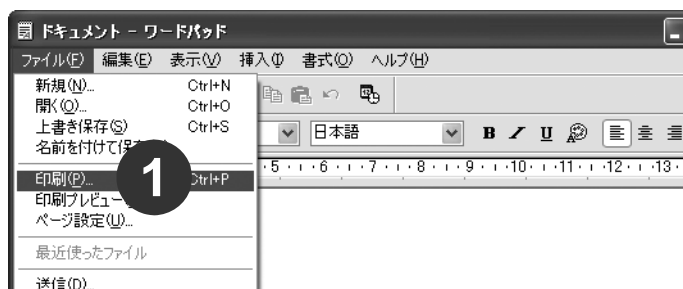 ドキュメント - ワードパッド
ファイル(F) 編集(E) 表示(V) 挿入(I) 書式(O) ヘルプ(H)
新規(N)... Ctrl+N
開く(O)... Ctrl+O
上書き保存(S) Ctrl+S
日本語 B I U
名前を付けて保
·5·ı·6·ı·7·ı·8·ı·9·ı·10·ı·11·ı·12·ı·13·
印刷(P)... 1 Ctrl+P
印刷プレビュー
ページ設定(U)...
最近使ったファイル
送信(D)...